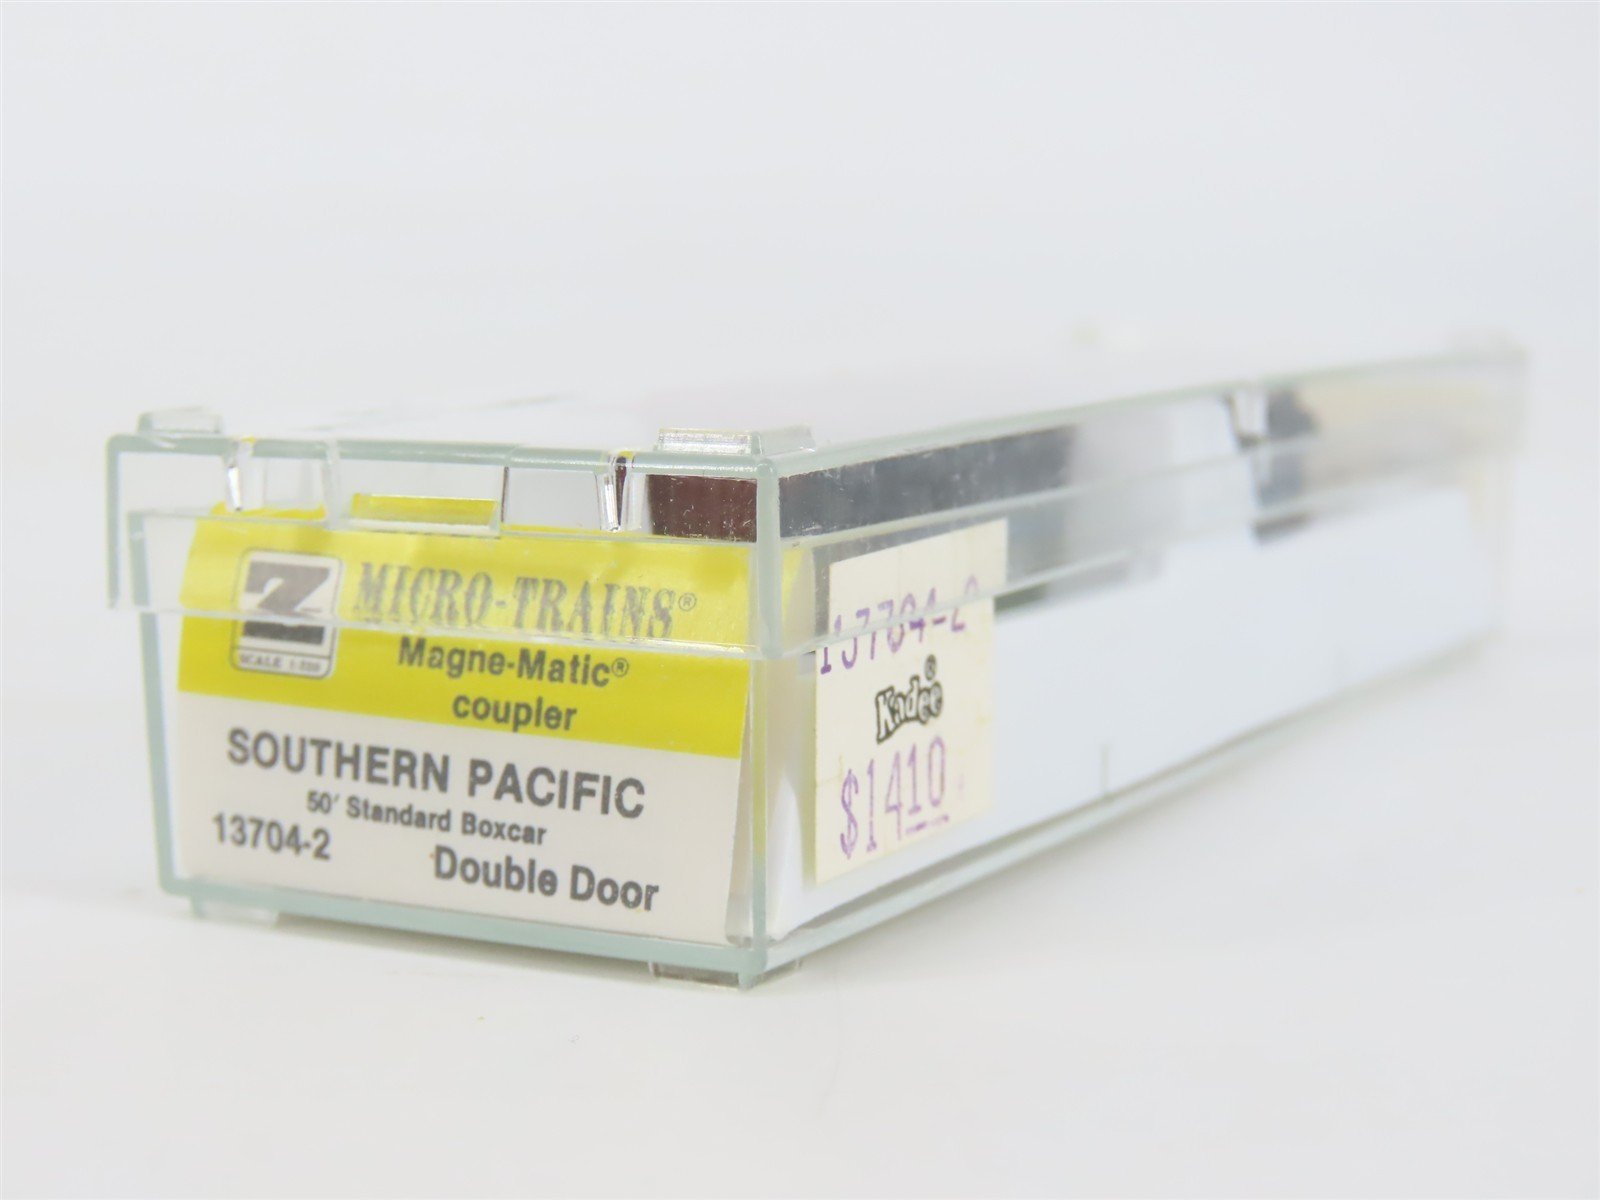 Z MICRO-TRAINS®
SCALE 1:220
Magne-Matic®
coupler
SOUTHERN PACIFIC
50' Standard Boxcar
13704-2
Double Door
13704-2
Kadee®
$1410